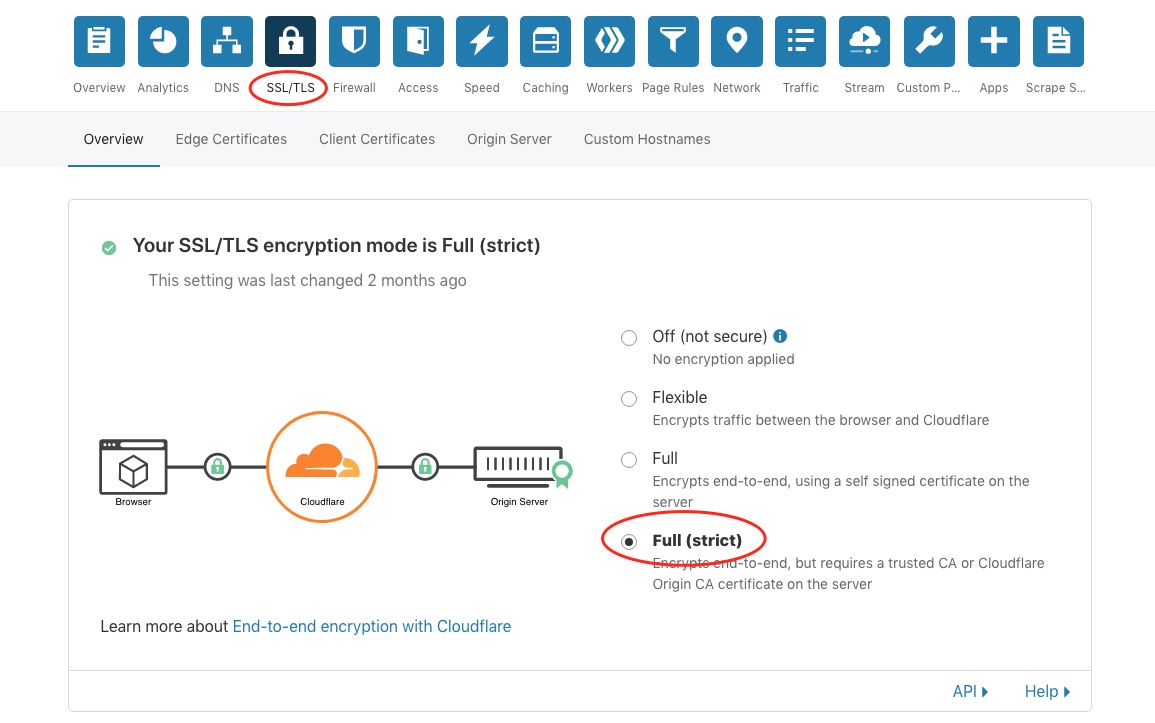 Overview Analytics DNS SSL/TLS Firewall Access Speed Caching Workers Page Rules Network Traffic Stream Custom P... Apps Scrape S...
Overview Edge Certificates Client Certificates Origin Server Custom Hostnames
Your SSL/TLS encryption mode is Full (strict)
This setting was last changed 2 months ago
Off (not secure)
No encryption applied
Flexible
Encrypts traffic between the browser and Cloudflare
Full
Encrypts end-to-end, using a self signed certificate on the
server
Full (strict)
Encrypts end-to-end, but requires a trusted CA or Cloudflare
Origin CA certificate on the server
Browser Cloudflare Origin Server
Learn more about End-to-end encryption with Cloudflare
API Help